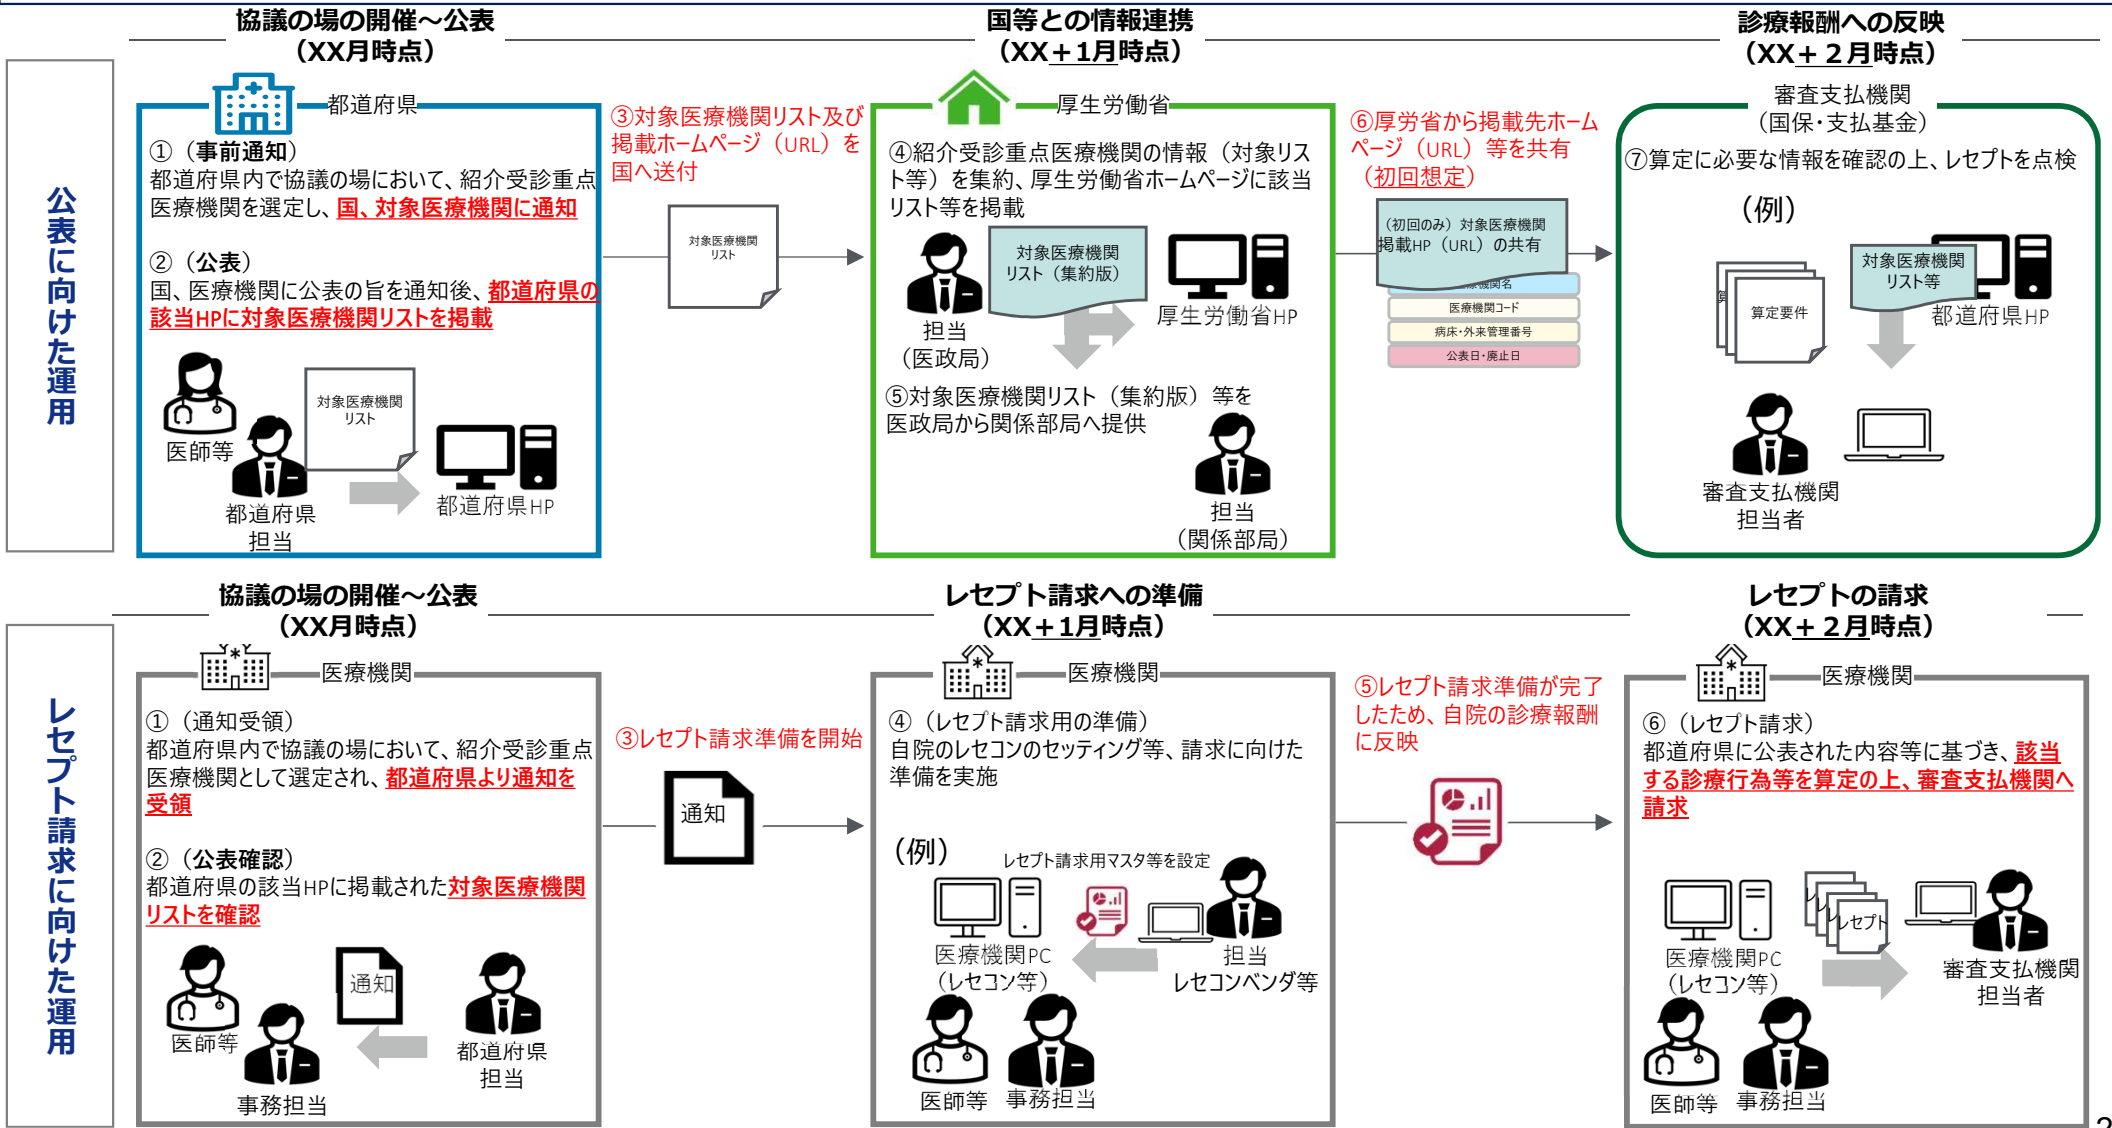 協議の場の開催～公表
（XX月時点）
国等との情報連携
（XX＋1月時点）
診療報酬への反映
（XX＋２月時点）
公表に向けた運用
都道府県
①（事前通知）
都道府県内で協議の場において、紹介受診重点
医療機関を選定し、国、対象医療機関に通知
②（公表）
国、医療機関に公表の旨を通知後、都道府県の
該当HPに対象医療機関リストを掲載
医師等
対象医療機関
リスト
都道府県
担当
都道府県HP
③対象医療機関リスト及び
掲載ホームページ（URL）を
国へ送付
対象医療機関
リスト
厚生労働省
④紹介受診重点医療機関の情報（対象リス
ト等）を集約、厚生労働省ホームページに該当
リスト等を掲載
対象医療機関
リスト（集約版）
担当
（医政局）
厚生労働省HP
⑤対象医療機関リスト（集約版）等を
医政局から関係部局へ提供
担当
（関係部局）
⑥厚労省から掲載先ホーム
ページ（URL）等を共有
（初回想定）
（初回のみ）対象医療機関
掲載HP（URL）の共有
機関名
医療機関コード
病床・外来管理番号
公表日・廃止日
審査支払機関
（国保・支払基金）
⑦算定に必要な情報を確認の上、レセプトを点検
（例）
算定要件
対象医療機関
リスト等
都道府県HP
審査支払機関
担当者
協議の場の開催～公表
（XX月時点）
レセプト請求への準備
（XX＋1月時点）
レセプトの請求
（XX＋２月時点）
レセプト請求に向けた運用
医療機関
①（通知受領）
都道府県内で協議の場において、紹介受診重点
医療機関として選定され、都道府県より通知を
受領
②（公表確認）
都道府県の該当HPに掲載された対象医療機関
リストを確認
医師等
通知
事務担当
都道府県
担当
③レセプト請求準備を開始
通知
医療機関
④（レセプト請求用の準備）
自院のレセコンのセッティング等、請求に向けた
準備を実施
（例）
レセプト請求用マスタ等を設定
医療機関PC
（レセコン等）
担当
レセコンベンダ等
医師等
事務担当
⑤レセプト請求準備が完了
したため、自院の診療報酬
に反映
医療機関
⑥（レセプト請求）
都道府県に公表された内容等に基づき、該当
する診療行為等を算定の上、審査支払機関へ
請求
レセプト
医療機関PC
（レセコン等）
審査支払機関
担当者
医師等
事務担当